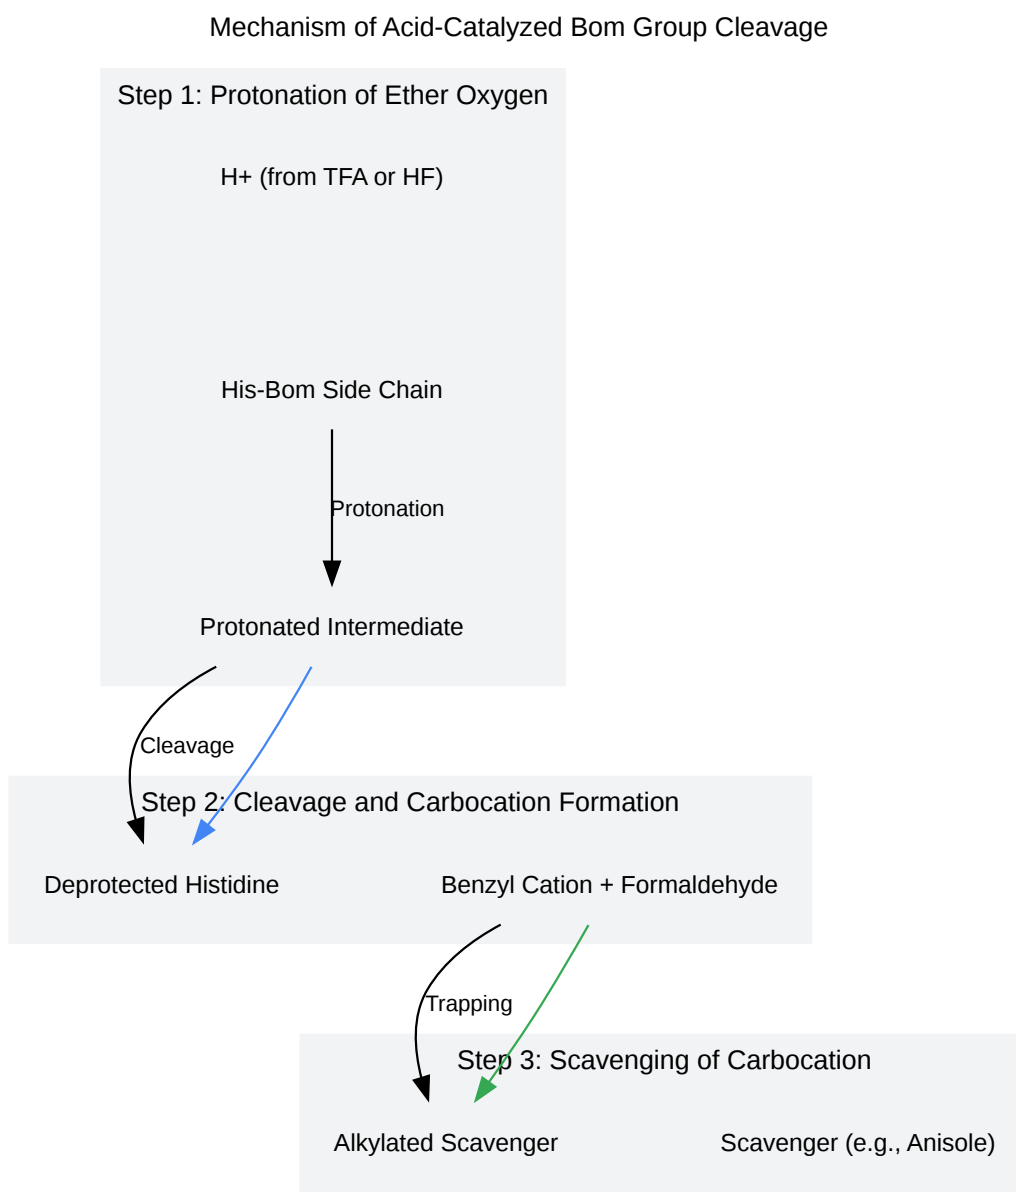 Mechanism of Acid-Catalyzed Bom Group Cleavage
Step 1: Protonation of Ether Oxygen
H+ (from TFA or HF)
His-Bom Side Chain
Protonation
Protonated Intermediate
Cleavage
Step 2: Cleavage and Carbocation Formation
Deprotected Histidine
Benzyl Cation + Formaldehyde
Trapping
Step 3: Scavenging of Carbocation
Alkylated Scavenger
Scavenger (e.g., Anisole)